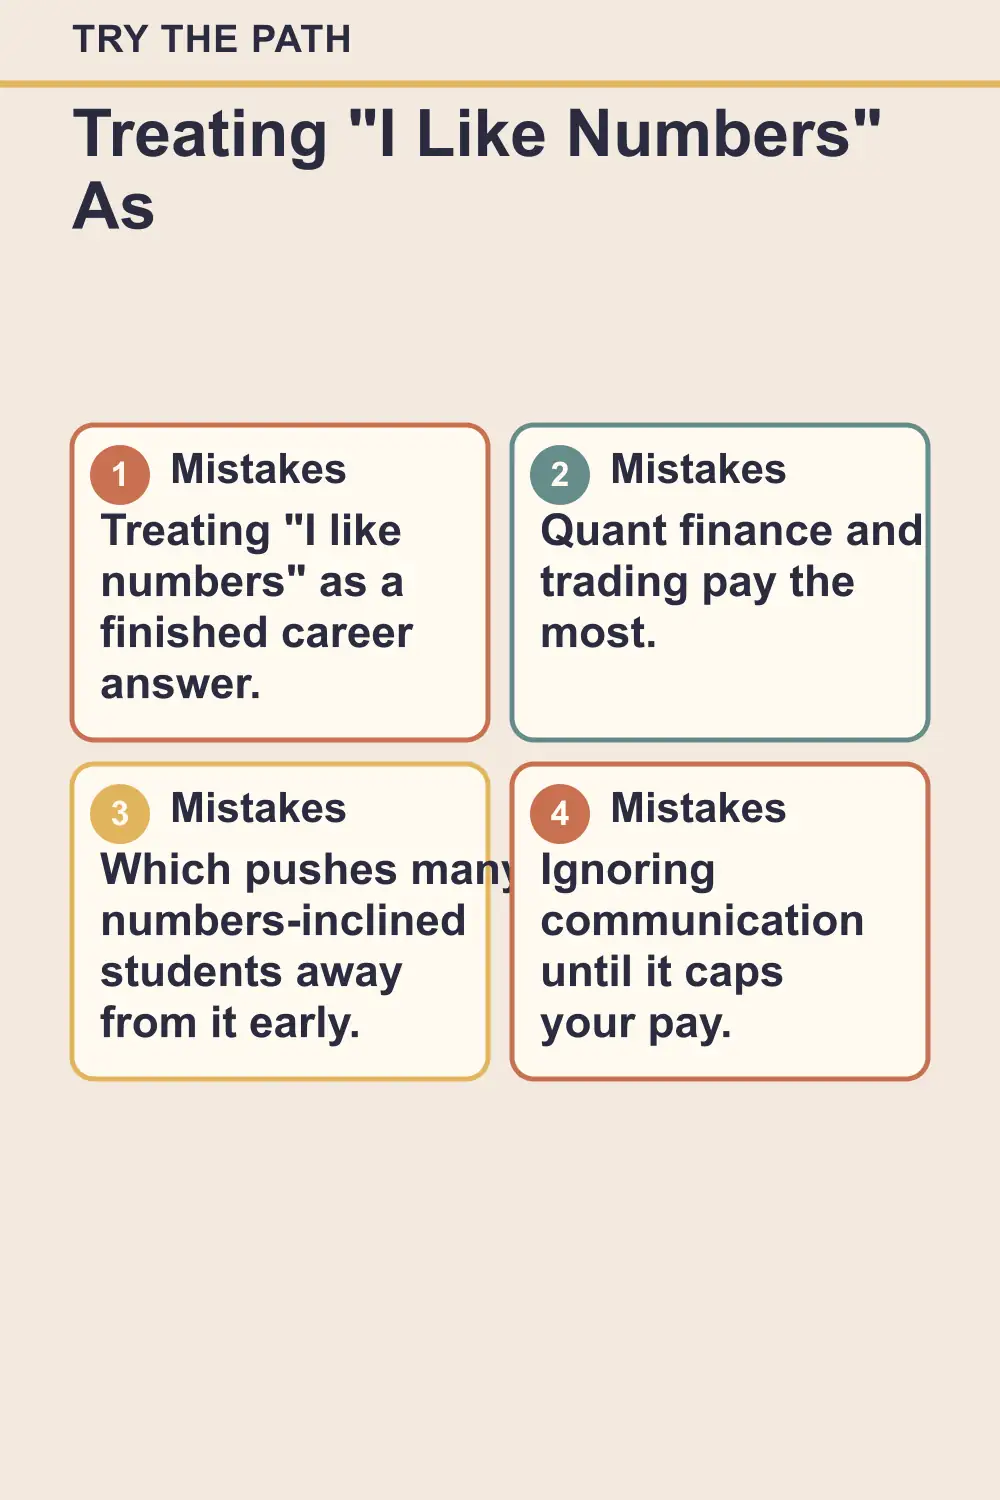 TRY THE PATH
Treating "I Like Numbers"
As
1 Mistakes
Treating "I like
numbers" as a
finished career
answer.
2 Mistakes
Quant finance and
trading pay the
most.
3 Mistakes
Which pushes many
numbers-inclined
students away
from it early.
4 Mistakes
Ignoring
communication
until it caps
your pay.